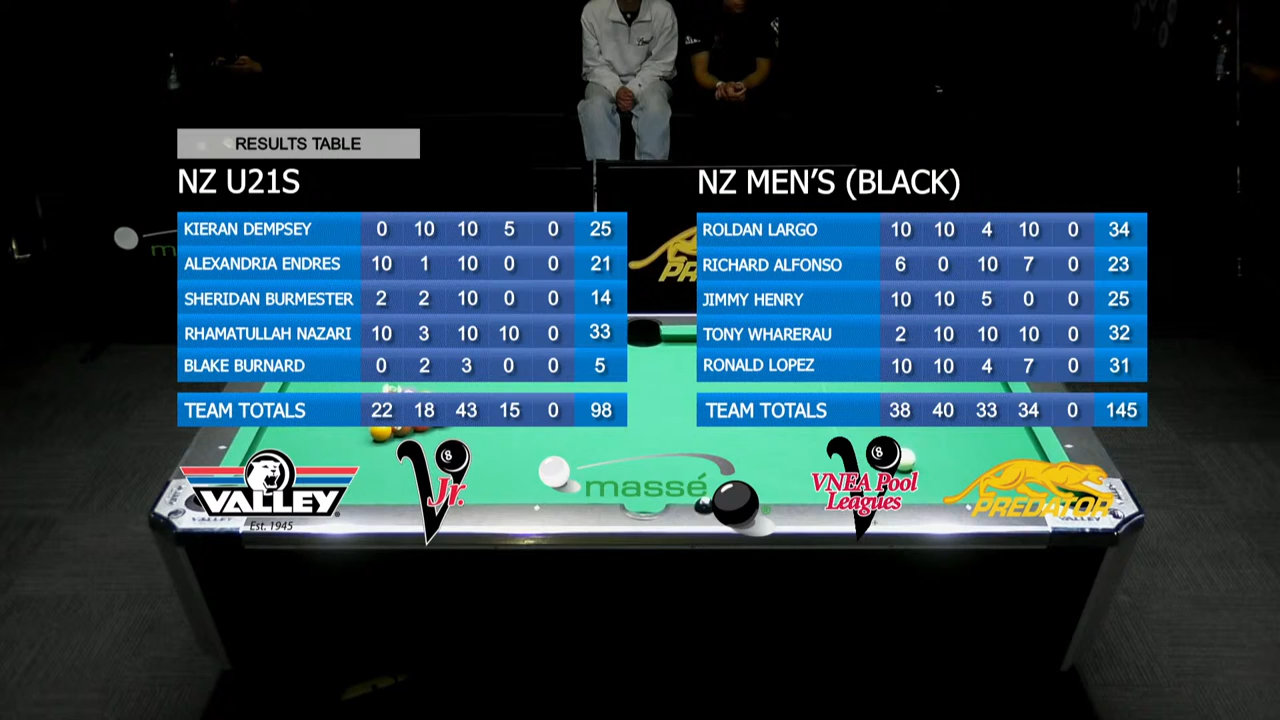 RESULTS TABLE
NZ U21S
KIERAN DEMPSEY 0 10 10 5 0 25
ALEXANDRIA ENDRES 10 1 10 0 0 21
SHERIDAN BURMESTER 2 2 10 0 0 14
RHAMATULLAH NAZARI 10 3 10 10 0 33
BLAKE BURNARD 0 2 3 0 0 5
TEAM TOTALS 22 18 43 15 0 98
NZ MEN'S (BLACK)
ROLDAN LARGO 10 10 4 10 0 34
RICHARD ALFONSO 6 0 10 7 0 23
JIMMY HENRY 10 10 5 0 0 25
TONY WHARERAU 2 10 10 10 0 32
RONALD LOPEZ 10 10 4 7 0 31
TEAM TOTALS 38 40 33 34 0 145
VALLEY
Est. 1945
8
Jr.
massé
8
VNEA Pool
Leagues
PREDATOR
VALLEY
VALLEY